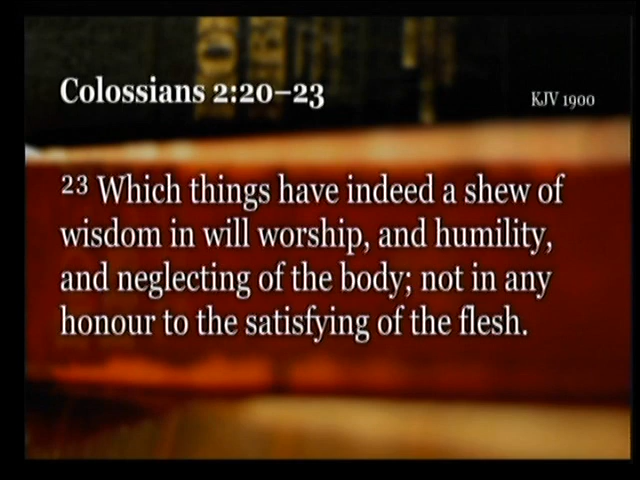 Colossians 2:20–23
KJV 1900
23 Which things have indeed a shew of
wisdom in will worship, and humility,
and neglecting of the body; not in any
honour to the satisfying of the flesh.